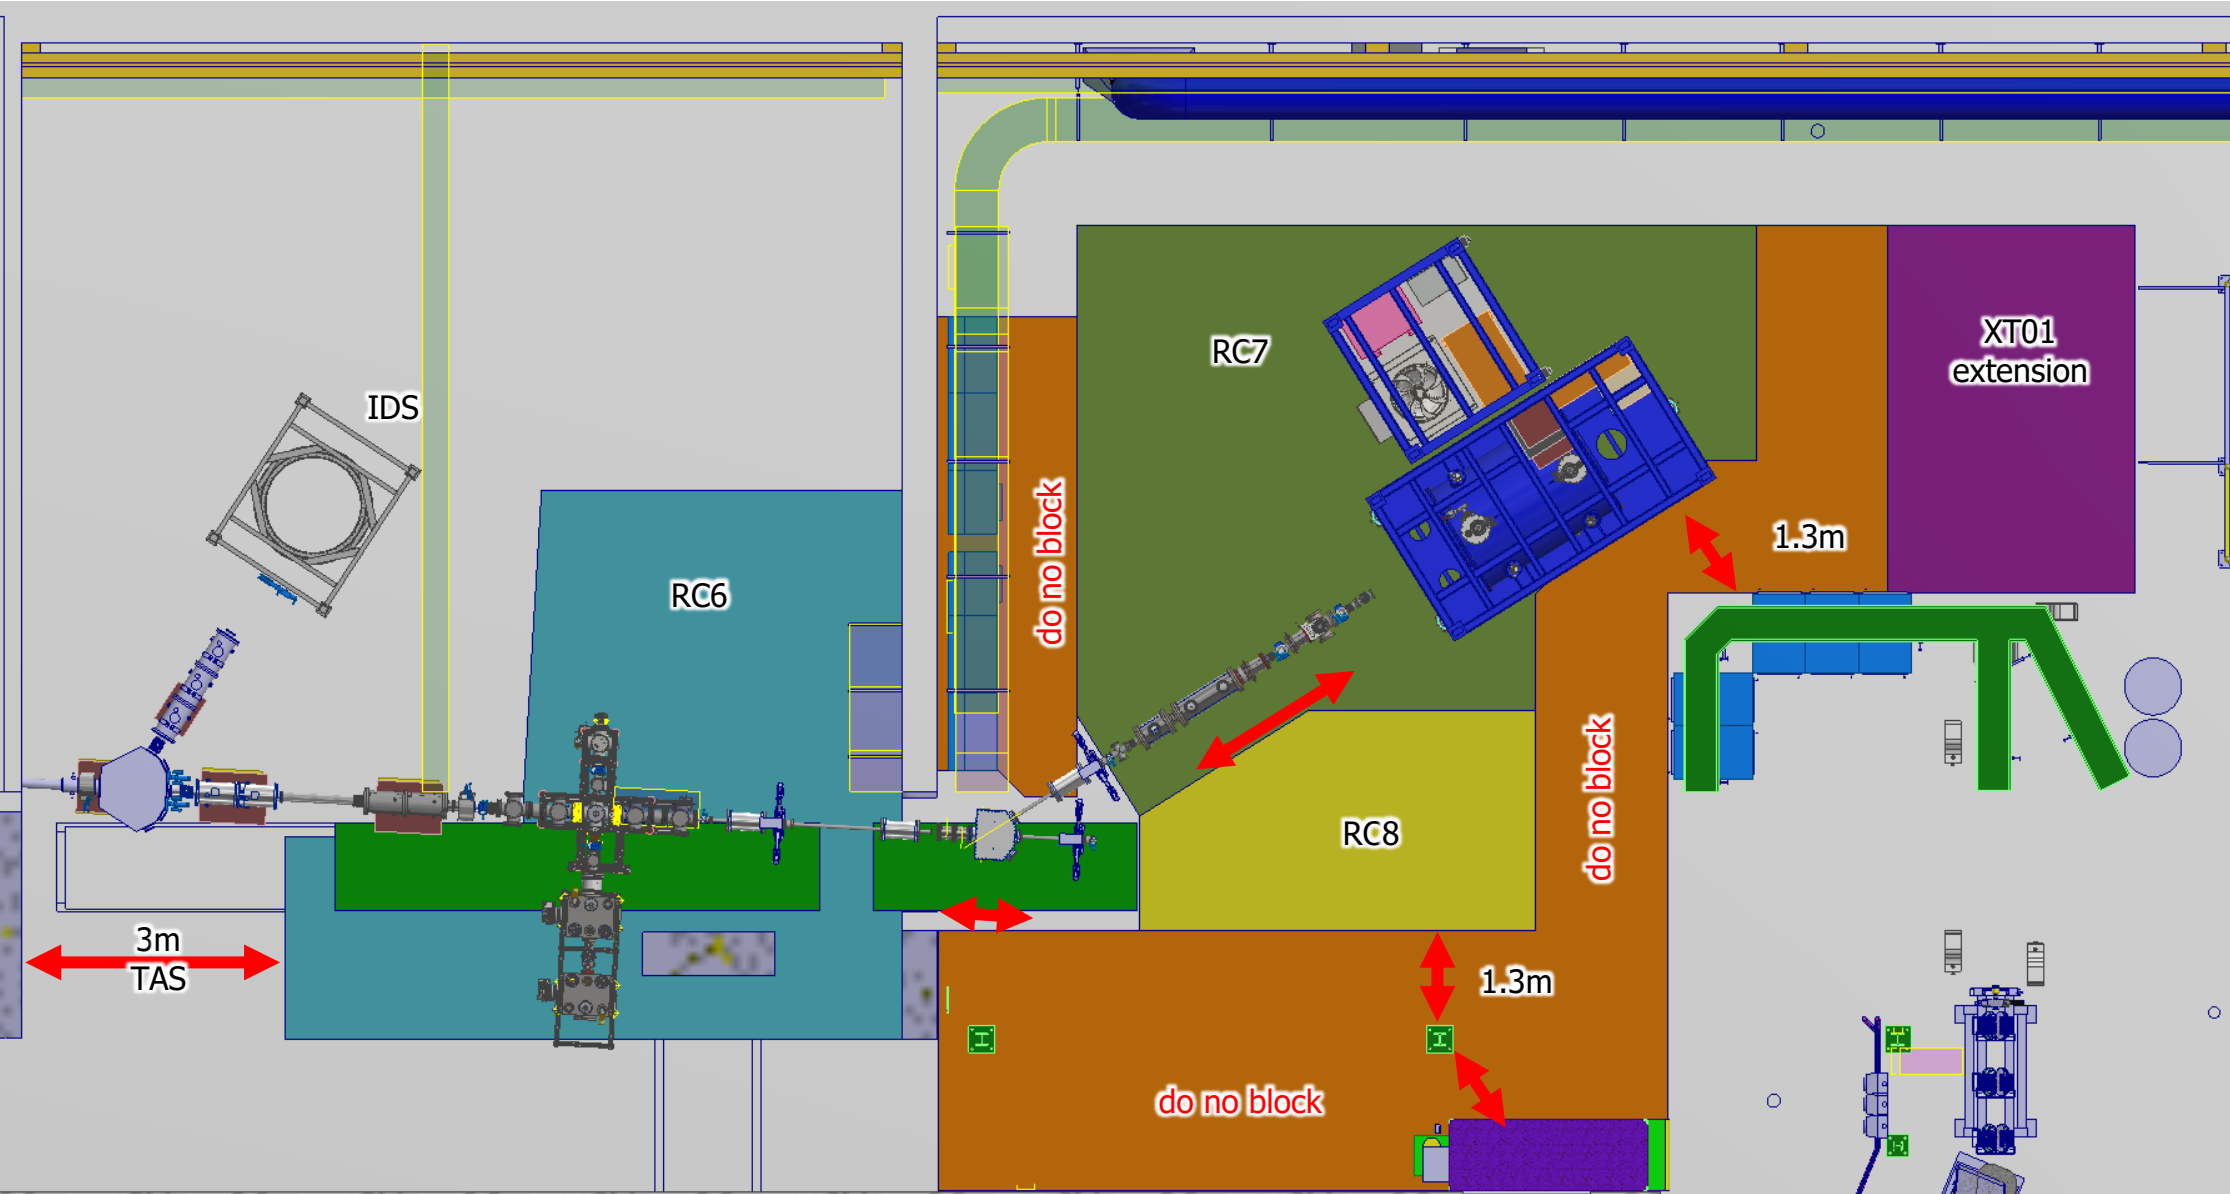 XT01
extension
RC7
IDS
do no block
1.3m
RC6
do no block
RC8
3m
TAS
1.3m
do no block